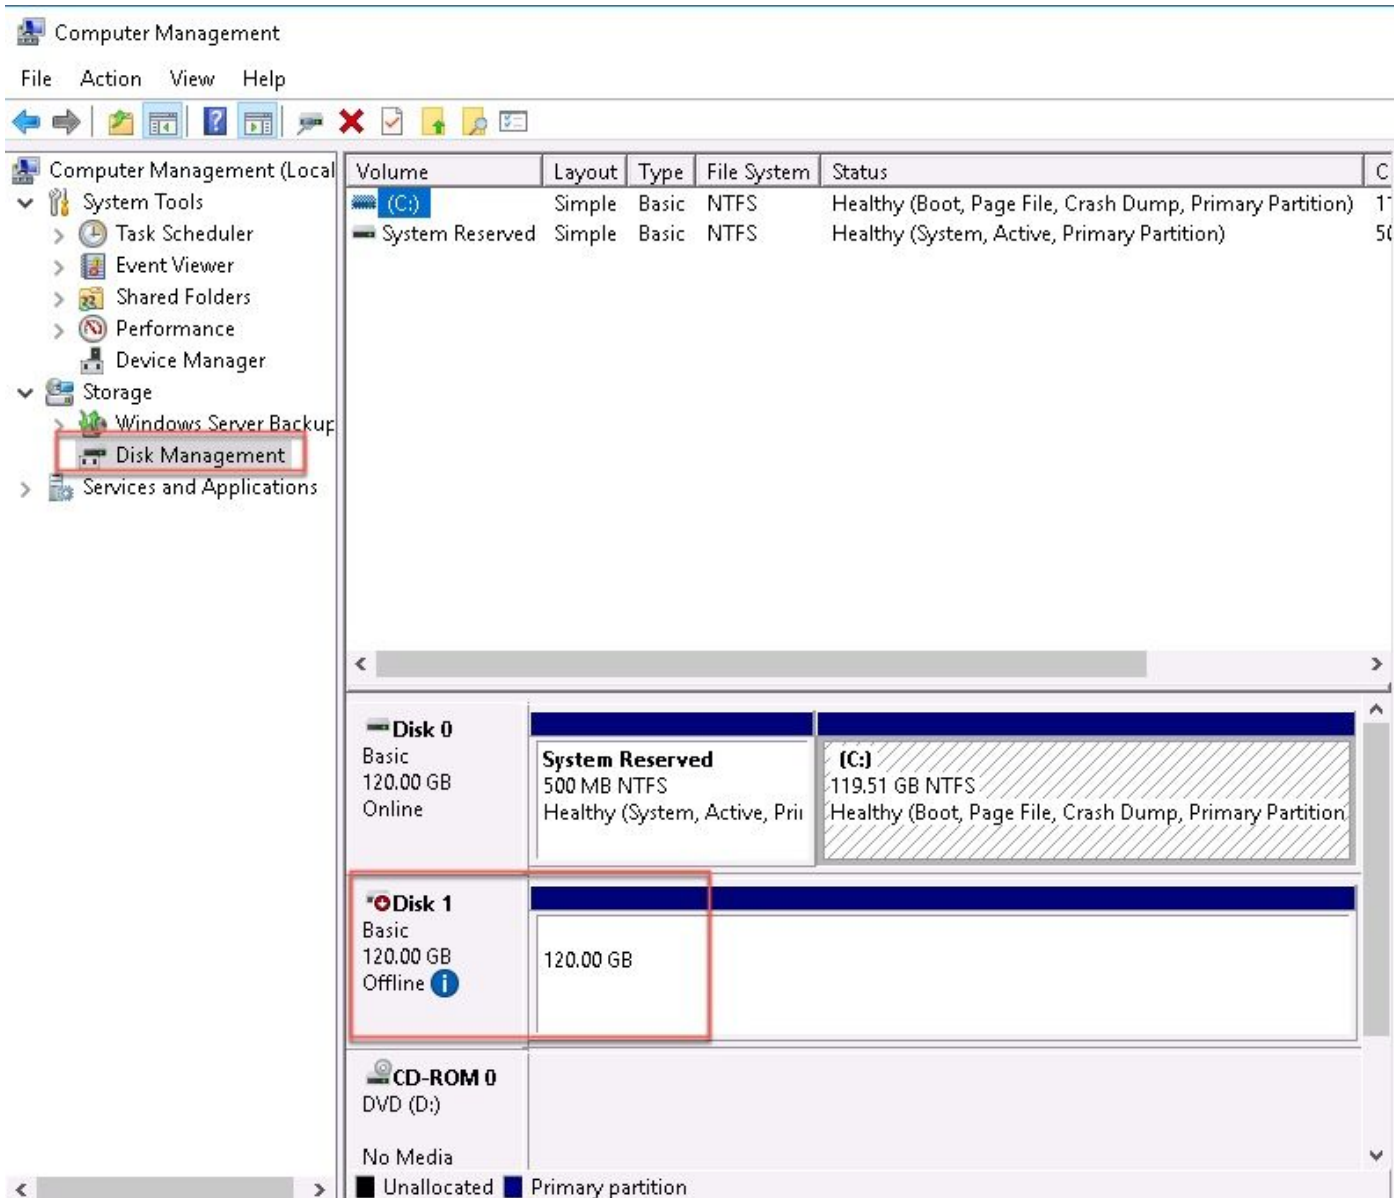 Computer Management
File Action View Help
Computer Management (Local
System Tools
Task Scheduler
Event Viewer
Shared Folders
Performance
Device Manager
Storage
Windows Server Backup
Disk Management
Services and Applications
Volume Layout Type File System Status C
(C:) Simple Basic NTFS Healthy (Boot, Page File, Crash Dump, Primary Partition) 11
System Reserved Simple Basic NTFS Healthy (System, Active, Primary Partition) 50
Disk 0
Basic
120.00 GB
Online
System Reserved
500 MB NTFS
Healthy (System, Active, Pri
(C:)
119.51 GB NTFS
Healthy (Boot, Page File, Crash Dump, Primary Partition
Disk 1
Basic
120.00 GB
Offline
120.00 GB
CD-ROM 0
DVD (D:)
No Media
Unallocated Primary partition